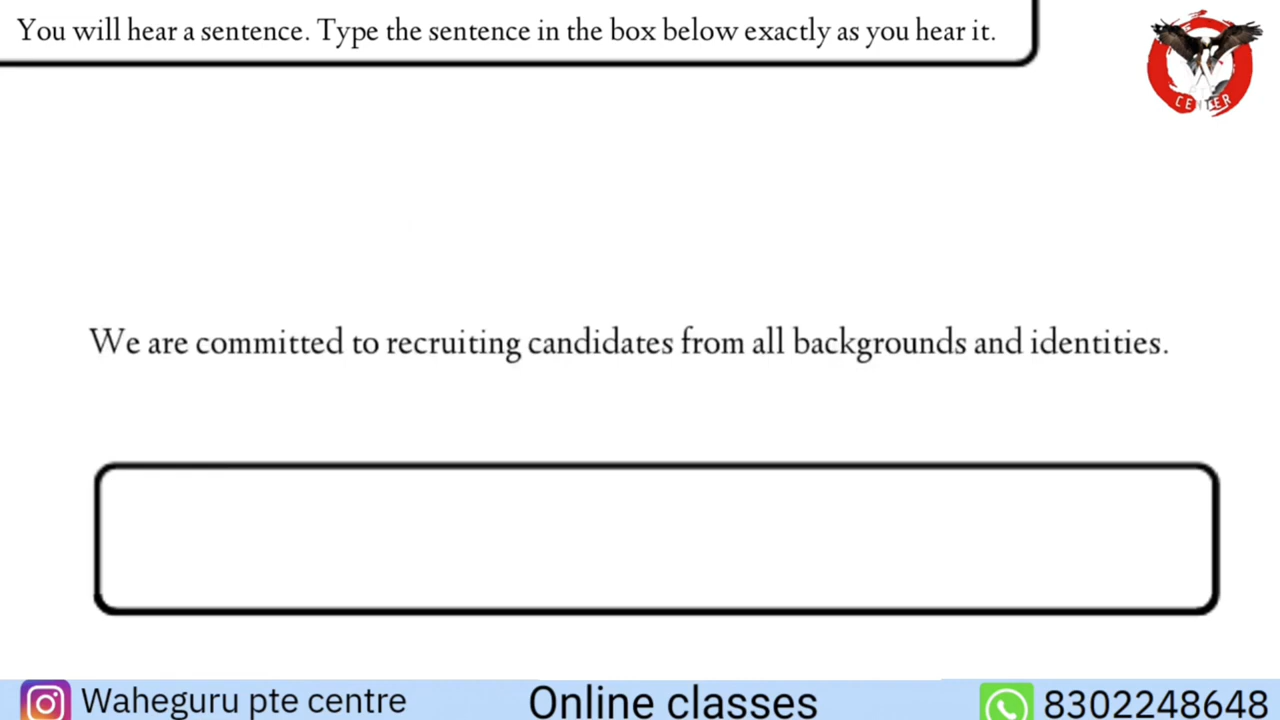 You will hear a sentence. Type the sentence in the box below exactly as you hear it.
CENTER
We are committed to recruiting candidates from all backgrounds and identities.
Waheguru pte centre
Online classes
8302248648